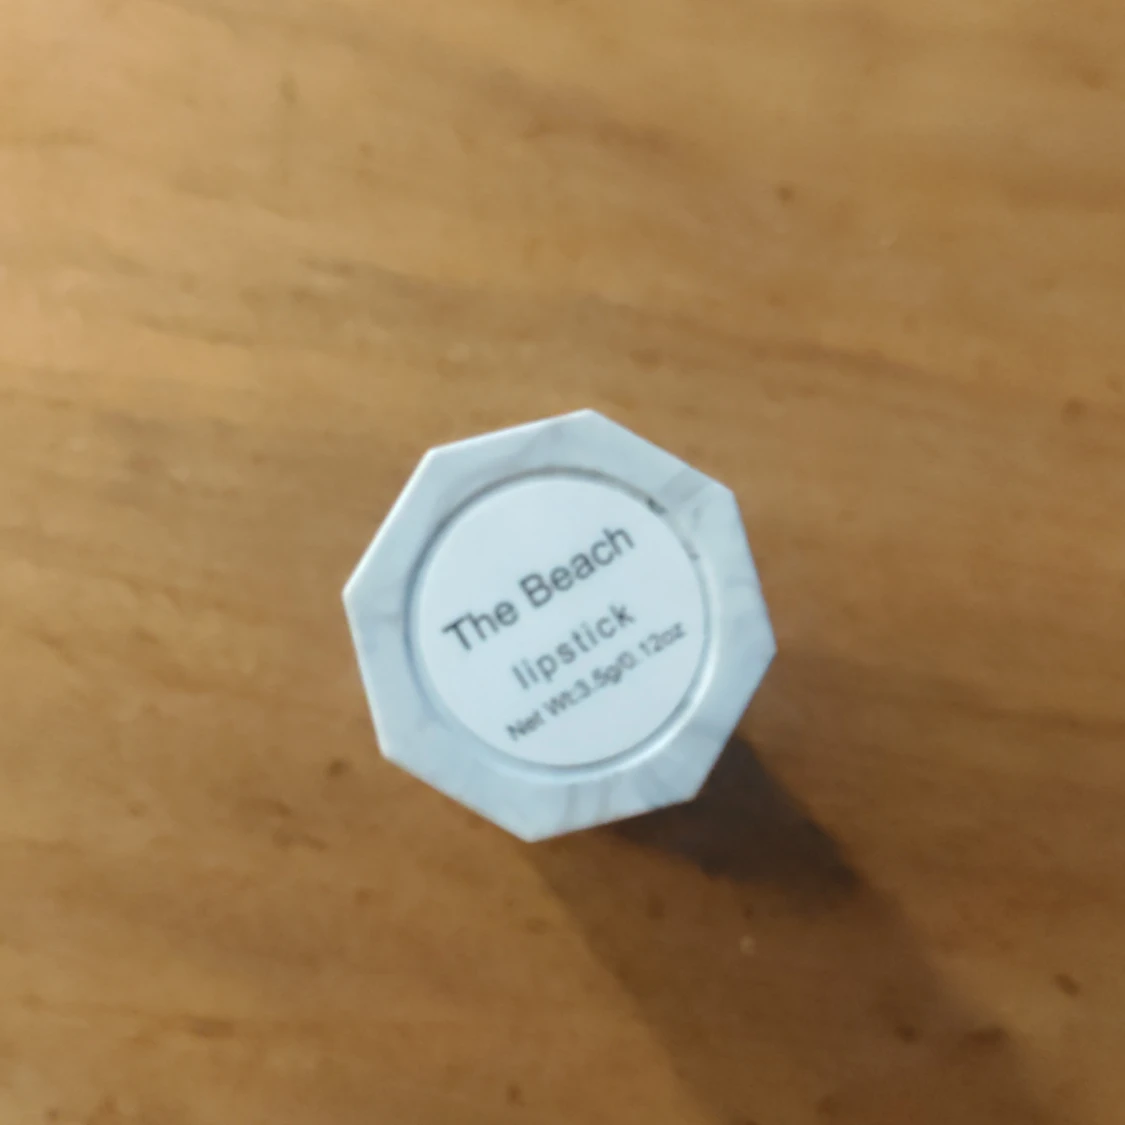 The Beach
lipstick
Net Wt:3.5g/0.12oz